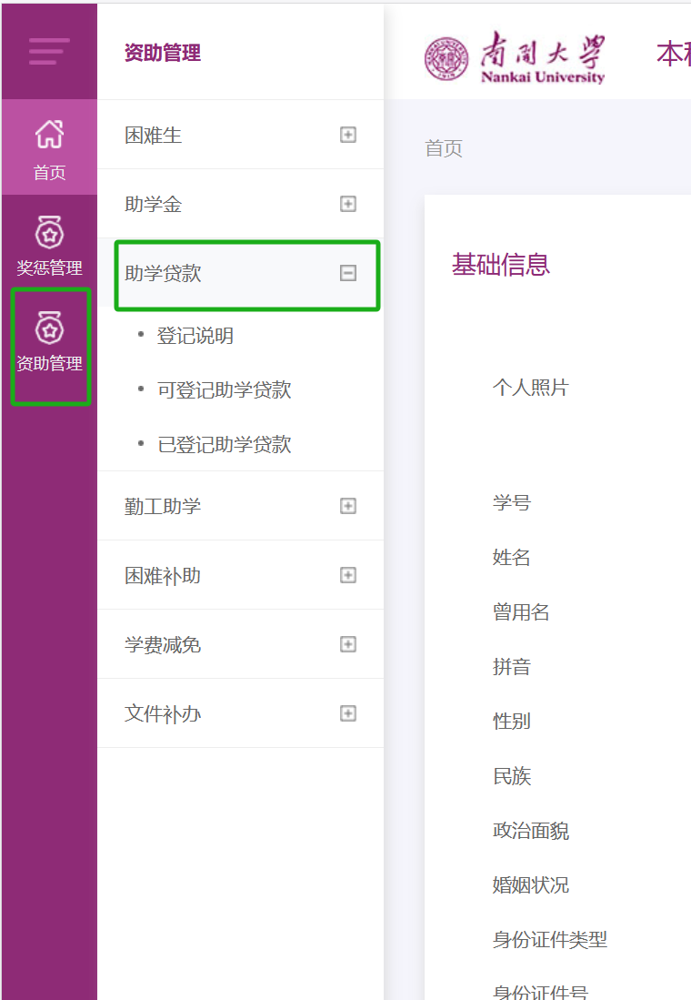 首页
奖惩管理
资助管理
资助管理
困难生
助学金
助学贷款
登记说明
可登记助学贷款
已登记助学贷款
勤工助学
困难补助
学费减免
文件补办
南開大學
Nankai University
本科
首页
基础信息
个人照片
学号
姓名
曾用名
拼音
性别
民族
政治面貌
婚姻状况
身份证件类型
身份证件号